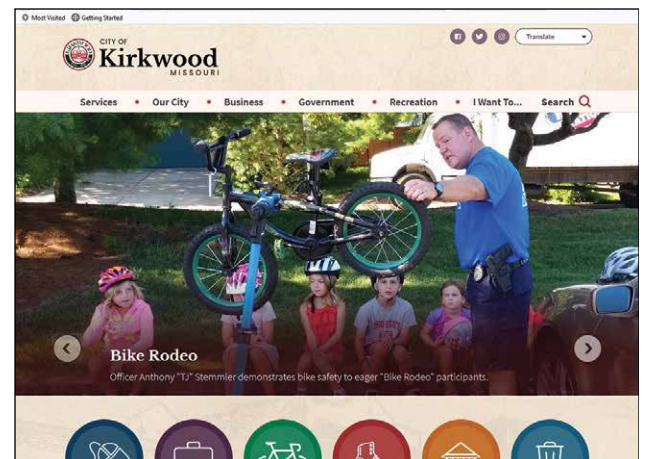 Most Visited Getting Started
CITY OF
Kirkwood
MISSOURI
Translate
Services • Our City • Business • Government • Recreation • I Want To... Search
Bike Rodeo
Officer Anthony "TJ" Stemmler demonstrates bike safety to eager "Bike Rodeo" participants.